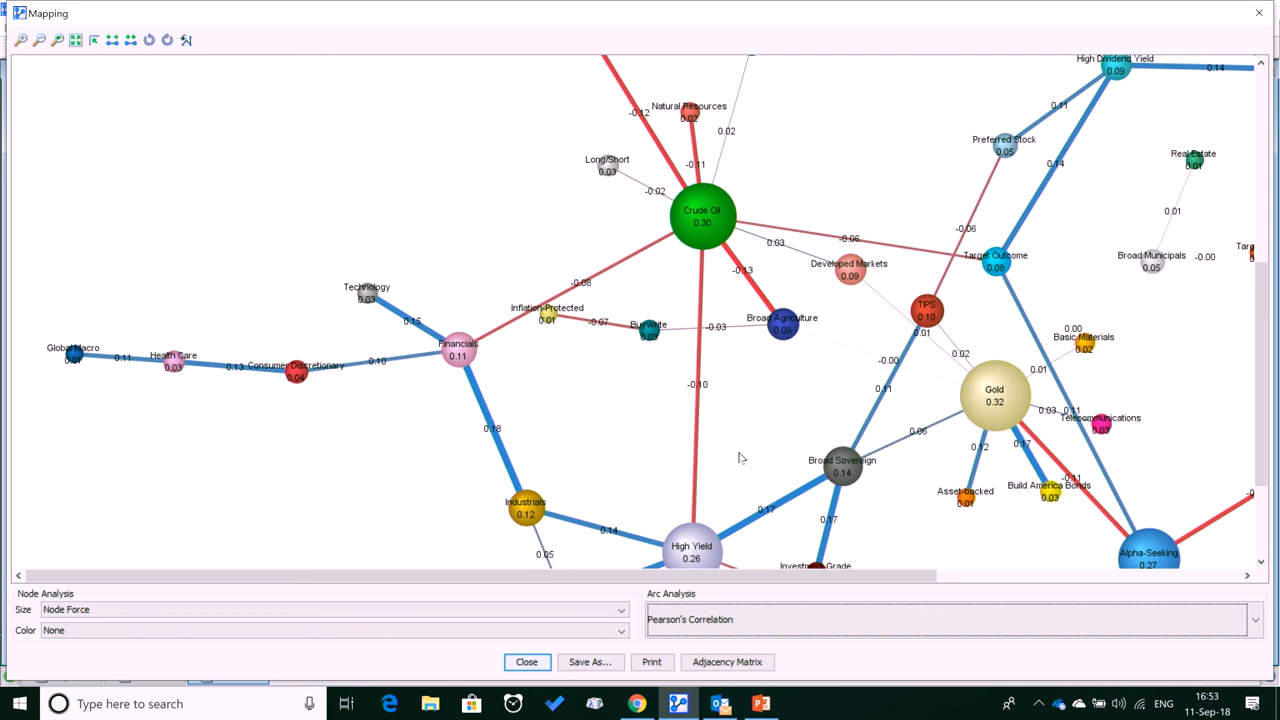 Mapping
High Dividend Yield
0.09
0.14
-0.12
Natural Resources
0.02
0.11
0.02
Preferred Stock
0.05
Long/Short
0.03
-0.11
0.14
Real Estate
0.01
-0.02
Crude Oil
0.30
0.01
0.03
-0.06
-0.06
Target Outcome
0.08
Broad Municipals
0.05
-0.00
Developed Markets
0.09
-0.13
-0.08
Technology
0.03
TIPS
0.10
Inflation-Protected
0.01
-0.07
Buywrite
0.03
-0.03
Broad Agriculture
0.09
0.15
0.01
0.00
Basic Materials
0.02
Financials
0.11
Global Macro
0.01
0.11
Health Care
0.03
0.13
Consumer Discretionary
0.04
0.10
-0.00
0.02
0.01
-0.10
0.11
Gold
0.32
0.03
0.11
Telecommunications
0.03
0.18
0.06
0.12
0.17
Broad Sovereign
0.14
-0.11
Asset-backed
0.01
Build America Bonds
0.03
Industrials
0.12
0.17
0.17
0.14
High Yield
0.26
0.05
Alpha-Seeking
0.27
Node Analysis
Size
Node Force
Color
None
Arc Analysis
Pearson's Correlation
Close
Save As...
Print
Adjacency Matrix
Type here to search
ENG
16:53
11-Sep-18